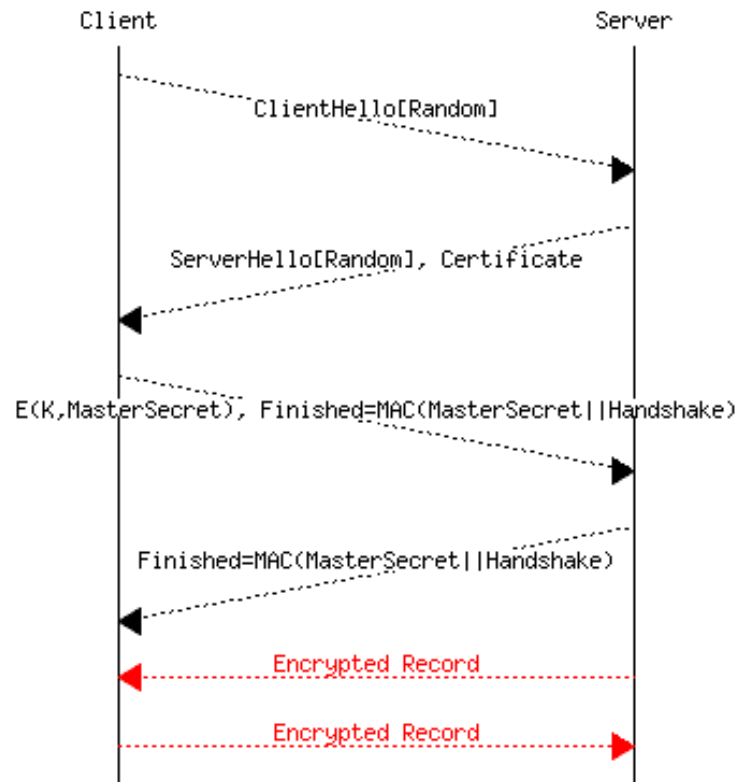 Client Server
ClientHello[Random]
ServerHello[Random], Certificate
E(K,MasterSecret), Finished=MAC(MasterSecret||Handshake)
Finished=MAC(MasterSecret||Handshake)
Encrypted Record
Encrypted Record